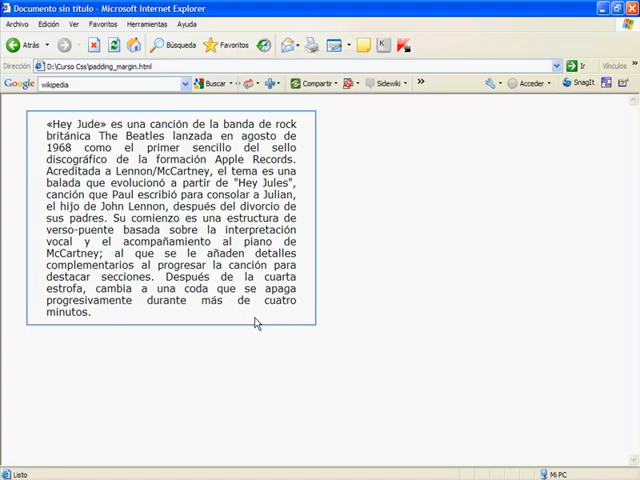 Documento sin título - Microsoft Internet Explorer
Archivo Edición Ver Favoritos Herramientas Ayuda
Atrás Búsqueda Favoritos
Dirección D:\Curso Css\padding_margin.html Ir Vínculos
Google wikipedia Buscar Compartir Sidewiki » Acceder SnagIt
«Hey Jude» es una canción de la banda de rock
británica The Beatles lanzada en agosto de
1968 como el primer sencillo del sello
discográfico de la formación Apple Records.
Acreditada a Lennon/McCartney, el tema es una
balada que evolucionó a partir de "Hey Jules",
canción que Paul escribió para consolar a Julian,
el hijo de John Lennon, después del divorcio de
sus padres. Su comienzo es una estructura de
verso-puente basada sobre la interpretación
vocal y el acompañamiento al piano de
McCartney; al que se le añaden detalles
complementarios al progresar la canción para
destacar secciones. Después de la cuarta
estrofa, cambia a una coda que se apaga
progresivamente durante más de cuatro
minutos.
Listo Mi PC